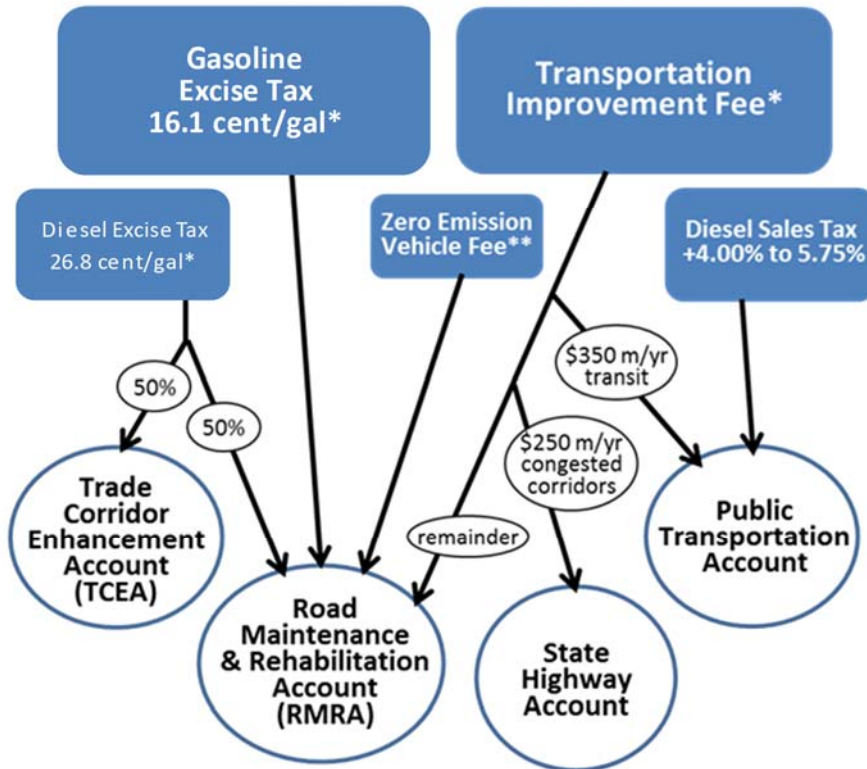 Gasoline
Excise Tax
16.1 cent/gal*
Transportation
Improvement Fee*
Diesel Excise Tax
26.8 cent/gal*
Zero Emission
Vehicle Fee**
Diesel Sales Tax
+4.00% to 5.75%
50%
50%
$350 m/yr
transit
$250 m/yr
congested
corridors
remainder
Trade
Corridor
Enhancement
Account
(TCEA)
Road
Maintenance
& Rehabilitation
Account
(RMRA)
State
Highway
Account
Public
Transportation
Account